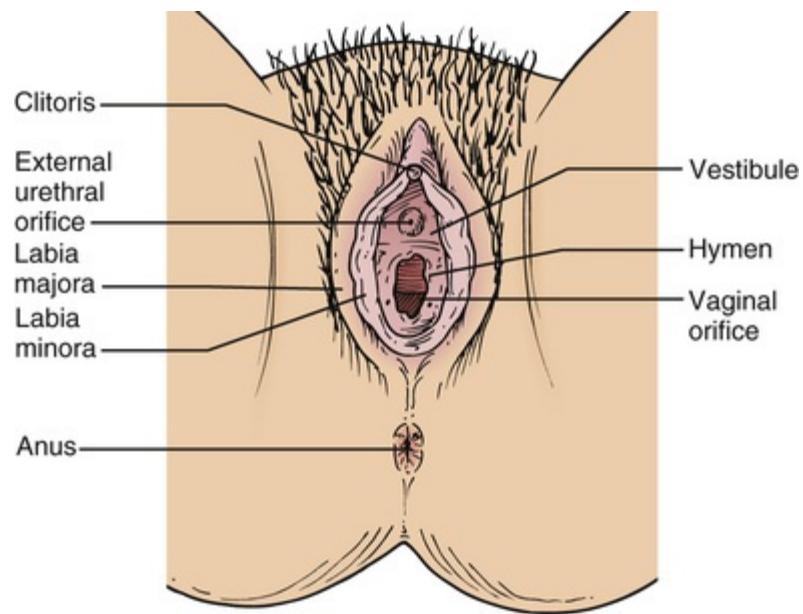 Clitoris
External
urethral
orifice
Labia
majora
Labia
minora
Anus
Vestibule
Hymen
Vaginal
orifice